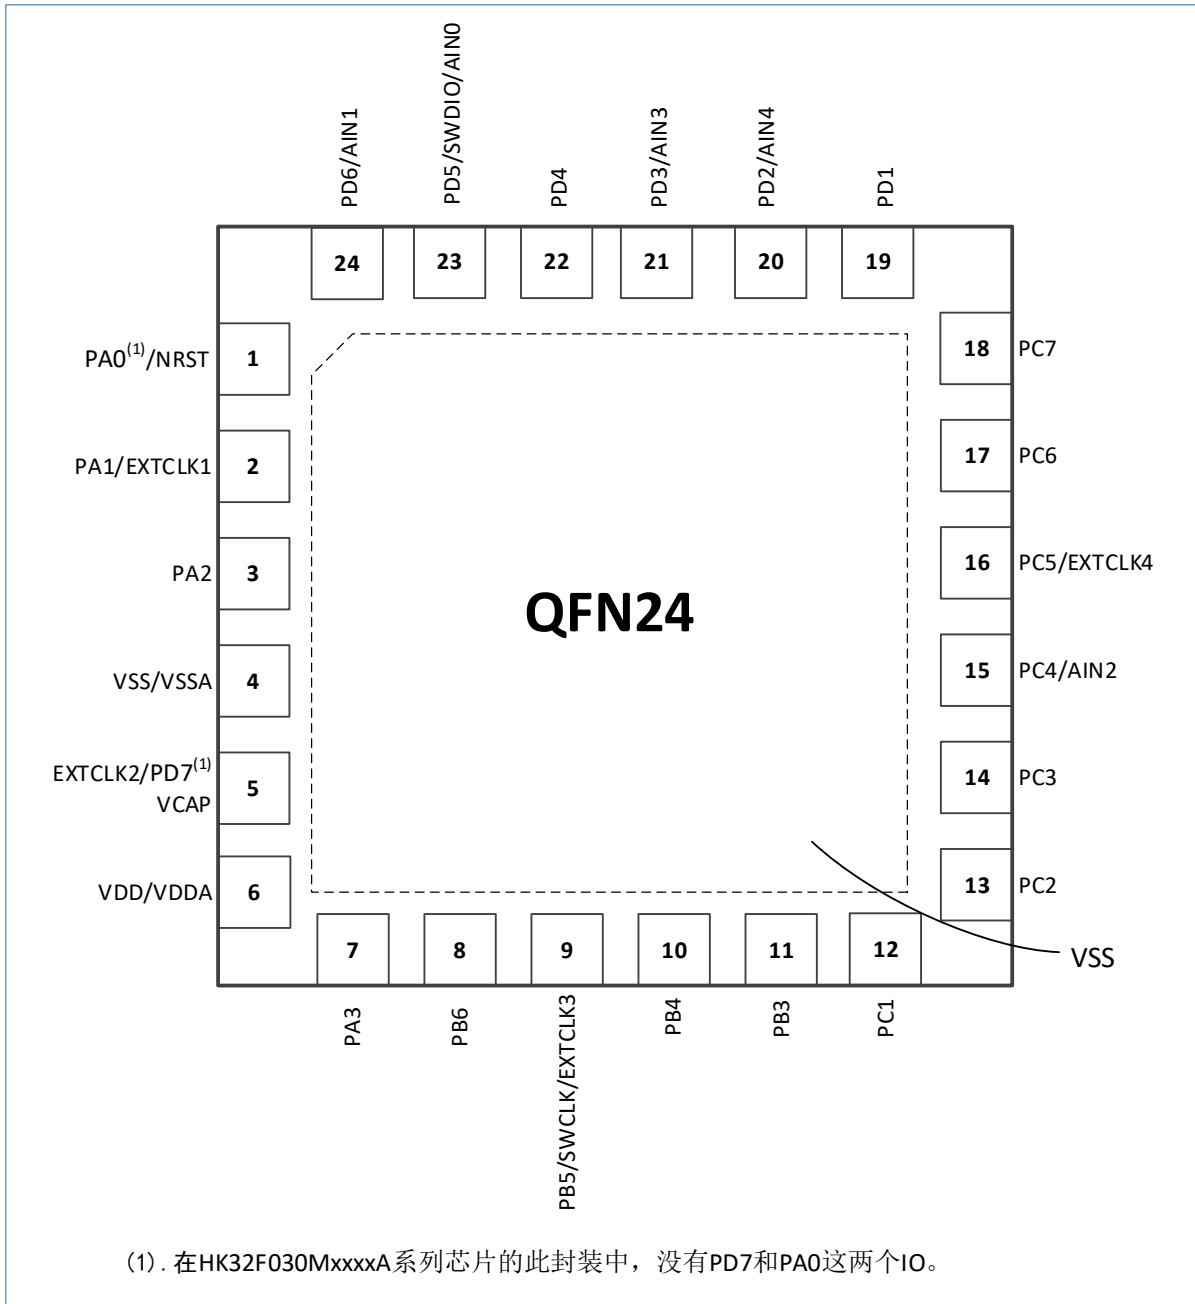 PD6/AIN1
PD5/SWDIO/AIN0
PD4
PD3/AIN3
PD2/AIN4
PD1
24
23
22
21
20
19
PA0(1)/NRST
1
PA1/EXTCLK1
2
PA2
3
VSS/VSSA
4
EXTCLK2/PD7(1)
VCAP
5
VDD/VDDA
6
QFN24
18
PC7
17
PC6
16
PC5/EXTCLK4
15
PC4/AIN2
14
PC3
13
PC2
VSS
7
8
9
10
11
12
PA3
PB6
PB5/SWCLK/EXTCLK3
PB4
PB3
PC1
(1). 在HK32F030MxxxxA系列芯片的此封装中，没有PD7和PA0这两个IO。